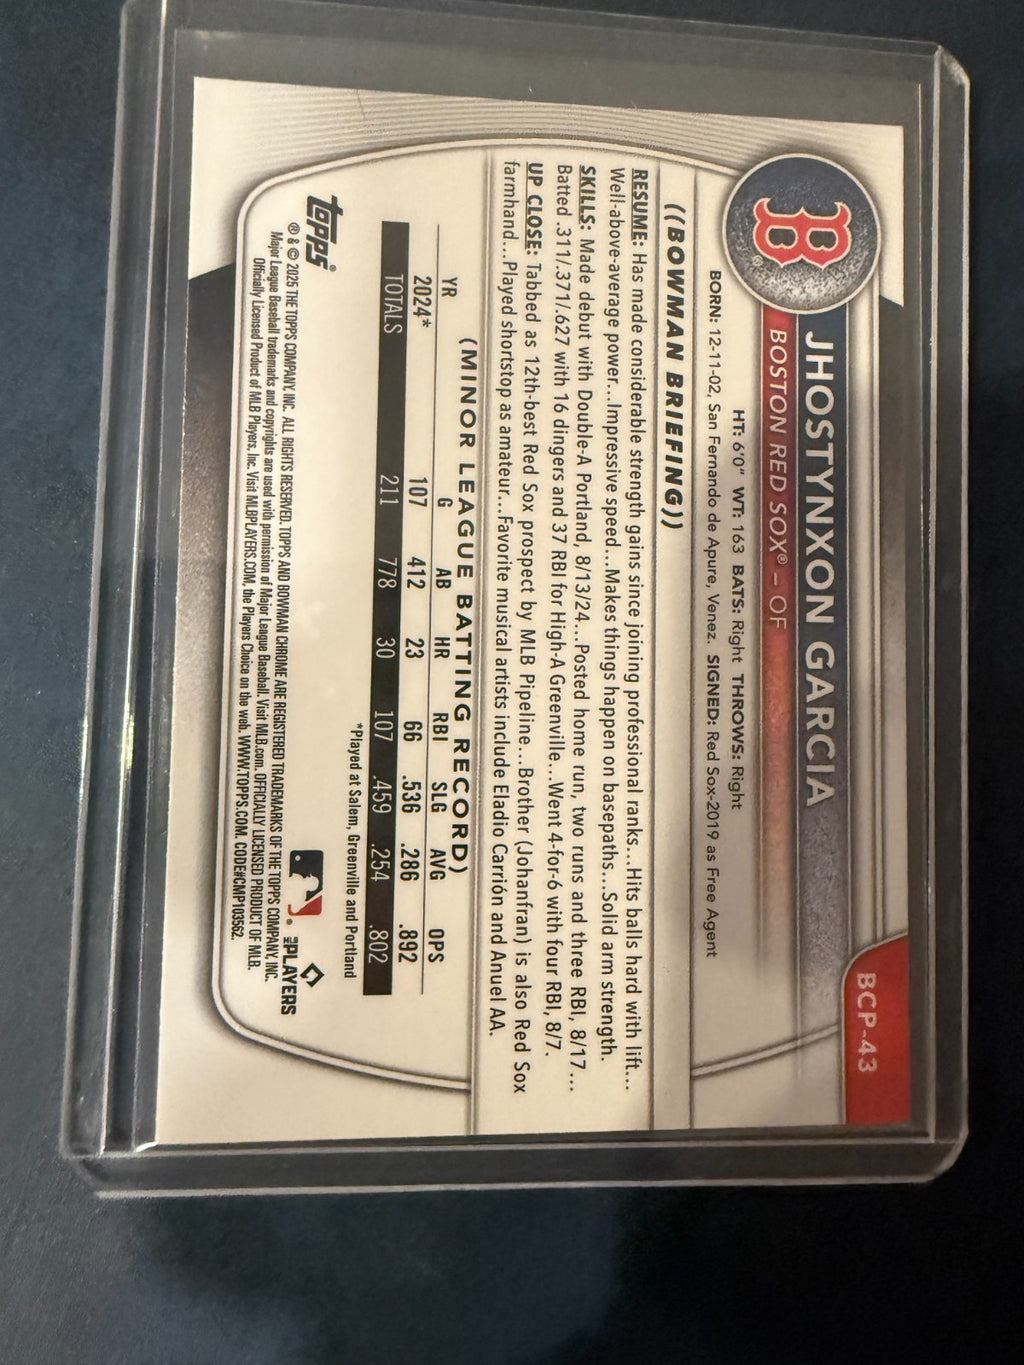 BCP-43
B
JHOSTYNXON GARCIA
BOSTON RED SOX® – OF
HT: 6'0" WT: 163 BATS: Right THROWS: Right
BORN: 12-11-02, San Fernando de Apure, Venez. SIGNED: Red Sox-2019 as Free Agent
((BOWMAN BRIEFING))
RESUME: Has made considerable strength gains since joining professional ranks...Hits balls hard with lift...
Well-above-average power...Impressive speed...Makes things happen on basepaths...Solid arm strength.
SKILLS: Made debut with Double-A Portland, 8/13/24...Posted home run, two runs and three RBI, 8/17...
Batted .311/.371/.627 with 16 dingers and 37 RBI for High-A Greenville...Went 4-for-6 with four RBI, 8/7.
UP CLOSE: Tabbed as 12th-best Red Sox prospect by MLB Pipeline...Brother (Johanfran) is also Red Sox
farmhand...Played shortstop as amateur...Favorite musical artists include Eladio Carrión and Anuel AA.
(MINOR LEAGUE BATTING RECORD)
YR G AB HR RBI SLG AVG OPS
2024* 107 412 23 66 .536 .286 .892
TOTALS 211 778 30 107 .459 .254 .802
*Played at Salem, Greenville and Portland
topps®
MLB PLAYERS
® & © 2025 THE TOPPS COMPANY, INC. ALL RIGHTS RESERVED. TOPPS AND BOWMAN CHROME ARE REGISTERED TRADEMARKS OF THE TOPPS COMPANY, INC.
Major League Baseball trademarks and copyrights are used with permission of Major League Baseball. Visit MLB.com. OFFICIALLY LICENSED PRODUCT OF MLB.
Officially Licensed Product of MLB Players, Inc. Visit MLBPLAYERS.COM, the Players Choice on the web. WWW.TOPPS.COM. CODE#CMP103562.